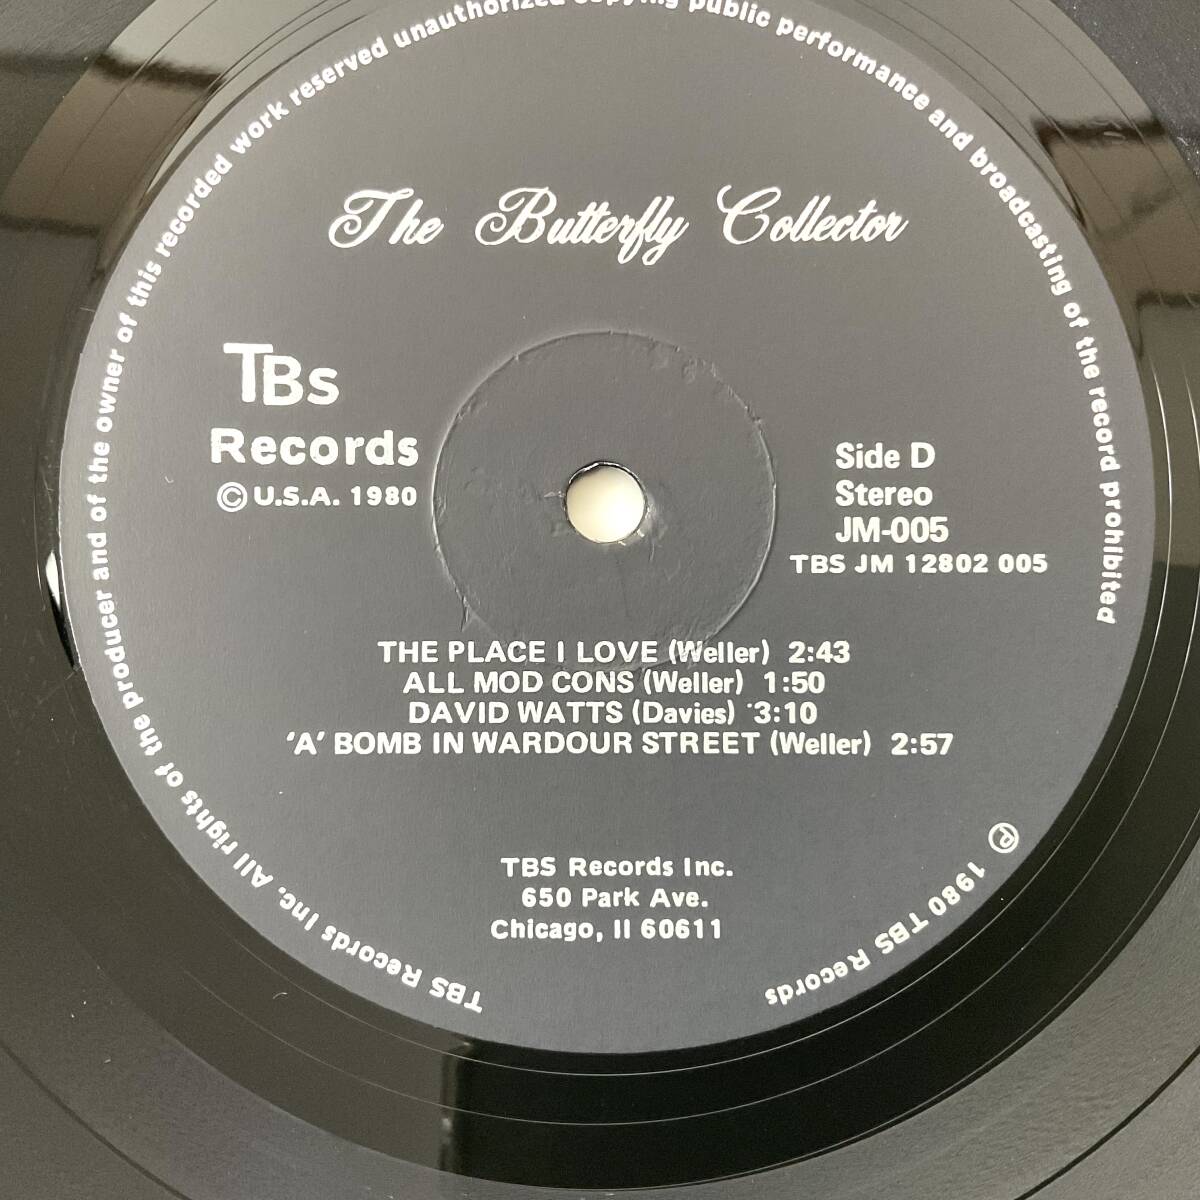 TBS Records Inc. All rights of the producer and of the owner of this recorded work reserved unauthorized copying public performance and broadcasting of the record prohibited
The Butterfly Collector
TBs
Records
© U.S.A. 1980
Side D
Stereo
JM-005
TBS JM 12802 005
THE PLACE I LOVE (Weller) 2:43
ALL MOD CONS (Weller) 1:50
DAVID WATTS (Davies) 3:10
'A' BOMB IN WARDOUR STREET (Weller) 2:57
TBS Records Inc.
650 Park Ave.
Chicago, Il 60611
℗ 1980 TBS Records